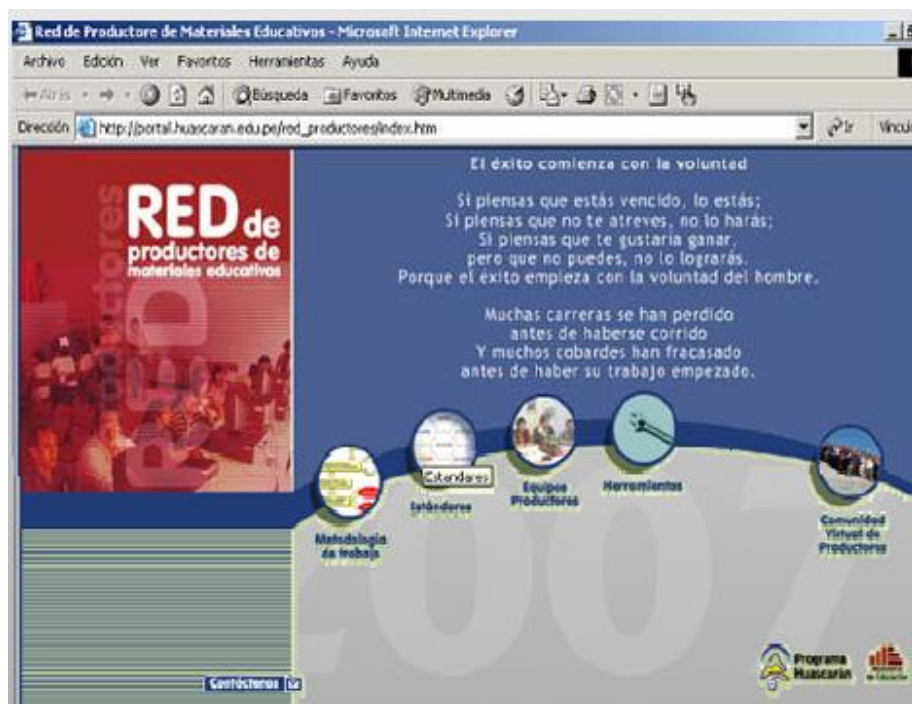 Red de Productore de Materiales Educativos - Microsoft Internet Explorer
Archivo Edición Ver Favoritos Herramientas Ayuda
Atrás Búsqueda Favoritos Multimedia
Dirección http://portal.huascaran.edu.pe/red_productores/index.htm Ir Víncul
El éxito comienza con la voluntad
Si piensas que estás vencido, lo estás;
Si piensas que no te atreves, no lo harás;
Si piensas que te gustaría ganar,
pero que no puedes, no lo lograrás.
Porque el éxito empieza con la voluntad del hombre.
Muchas carreras se han perdido
antes de haberse corrido
Y muchos cobardes han fracasado
antes de haber su trabajo empezado.
RED de
productores de
materiales educativos
RED
Estandares
Metodología
de trabajo
Estándares
Equipos
Productores
Herramientas
Comunidad
Virtual de
Productores
2007
Contáctenos
Programa
Huascarán